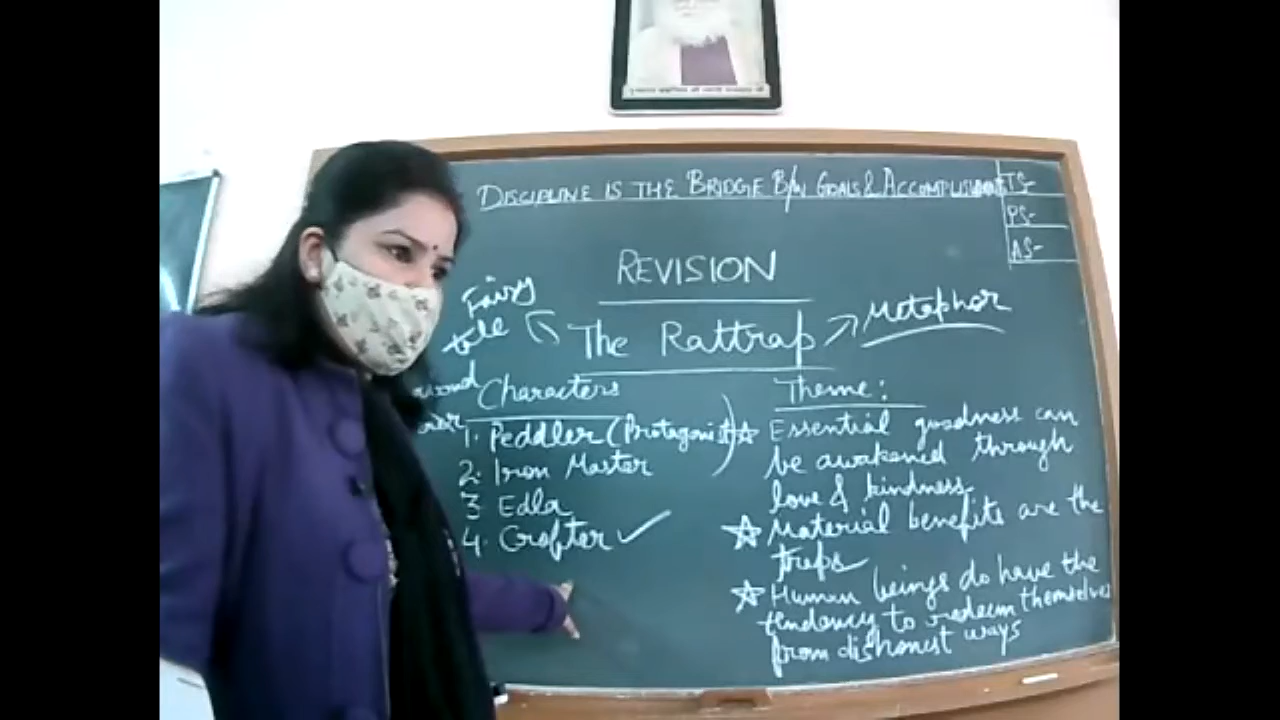 DISCIPLINE IS THE BRIDGE B/W GOALS & ACCOMPLISHMENT
TS-
PS-
AS-
REVISION
Fairy
tale
The Rattrap
Metaphor
Characters
1. Peddler (Protagonist)
2. Iron Master
3 Edla
4. Crofter
Theme:
Essential goodness can
be awakened through
love & kindness
Material benefits are the
traps
Human beings do have the
tendency to redeem themselves
from dishonest ways